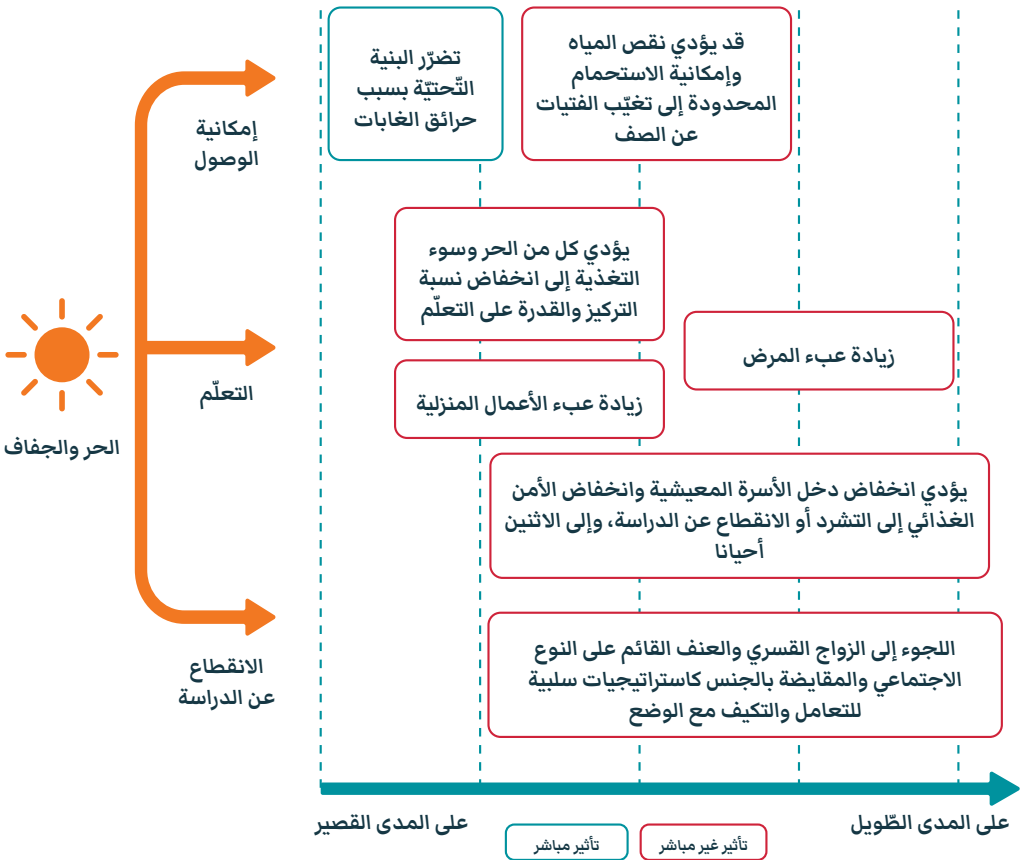 تضرّر البنية
التّحتيّة بسبب
حرائق الغابات
قد يؤدي نقص المياه
وإمكانية الاستحمام
المحدودة إلى تغيّب الفتيات
عن الصف
إمكانية
الوصول
يؤدي كل من الحر وسوء
التغذية إلى انخفاض نسبة
التركيز والقدرة على التعلّم
زيادة عبء المرض
التعلّم
زيادة عبء الأعمال المنزلية
الحر والجفاف
يؤدي انخفاض دخل الأسرة المعيشية وانخفاض الأمن
الغذائي إلى التشرد أو الانقطاع عن الدراسة، وإلى الاثنين
أحيانا
اللجوء إلى الزواج القسري والعنف القائم على النوع
الاجتماعي والمقايضة بالجنس كاستراتيجيات سلبية
للتعامل والتكيف مع الوضع
الانقطاع
عن الدراسة
على المدى القصير
على المدى الطّويل
تأثير مباشر
تأثير غير مباشر